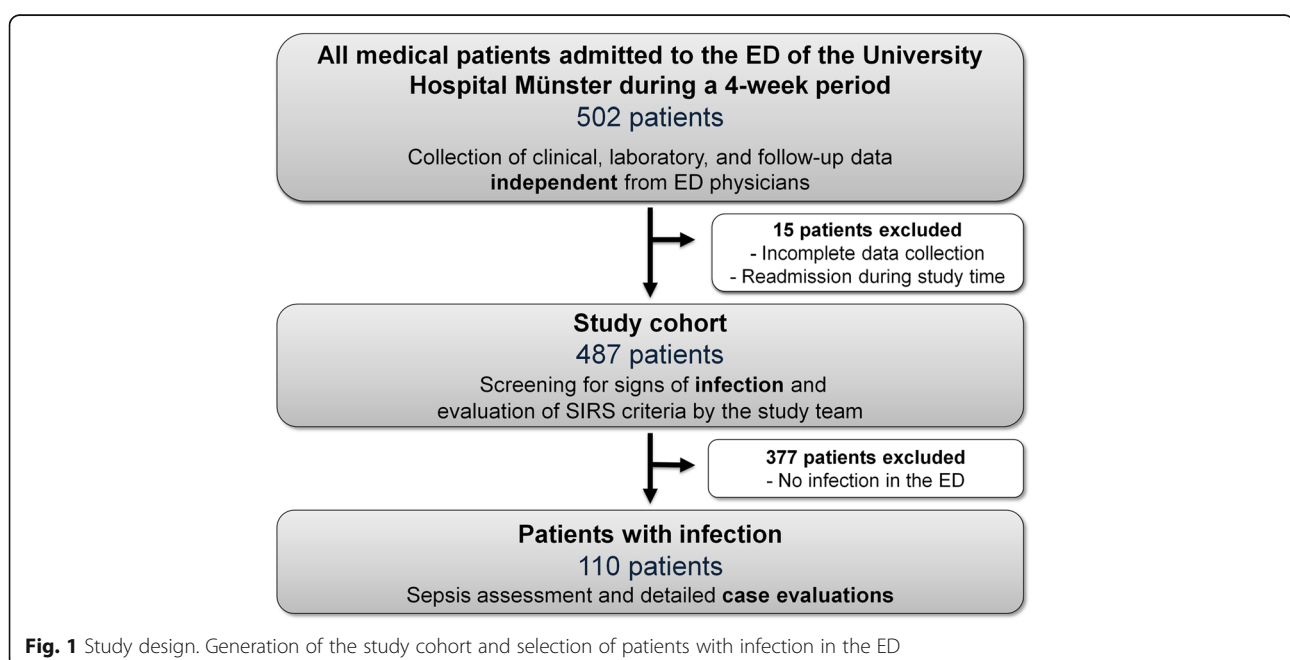 All medical patients admitted to the ED of the University
Hospital Münster during a 4-week period
502 patients
Collection of clinical, laboratory, and follow-up data
independent from ED physicians
15 patients excluded
- Incomplete data collection
- Readmission during study time
Study cohort
487 patients
Screening for signs of infection and
evaluation of SIRS criteria by the study team
377 patients excluded
- No infection in the ED
Patients with infection
110 patients
Sepsis assessment and detailed case evaluations
Fig. 1 Study design. Generation of the study cohort and selection of patients with infection in the ED